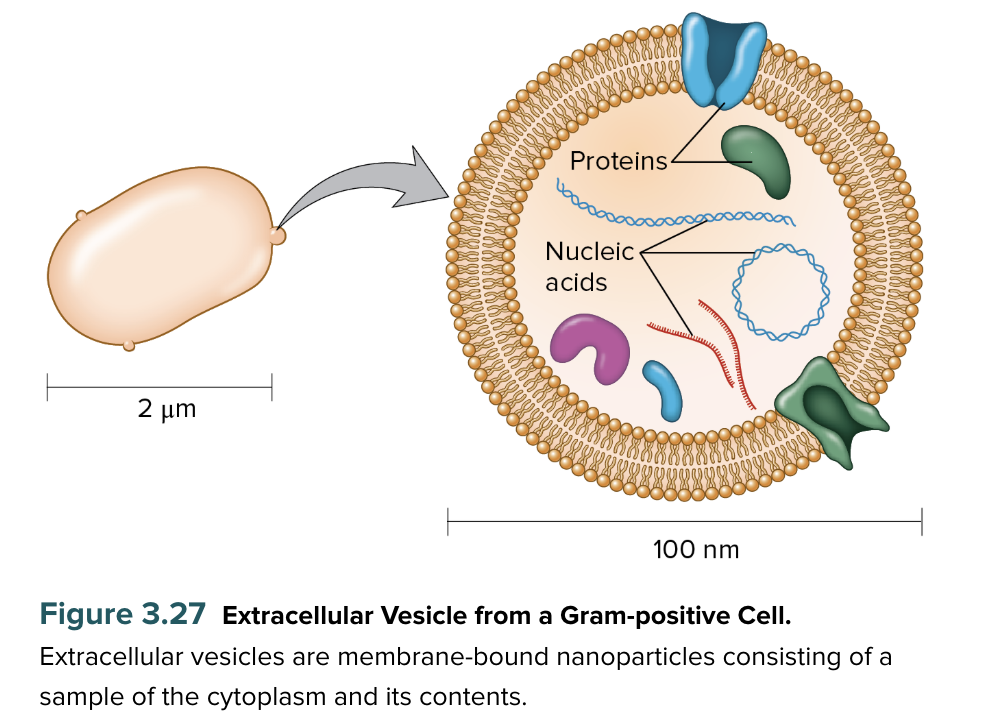 Proteins
Nucleic
acids
2 μm
100 nm
Figure 3.27 Extracellular Vesicle from a Gram-positive Cell.
Extracellular vesicles are membrane-bound nanoparticles consisting of a
sample of the cytoplasm and its contents.